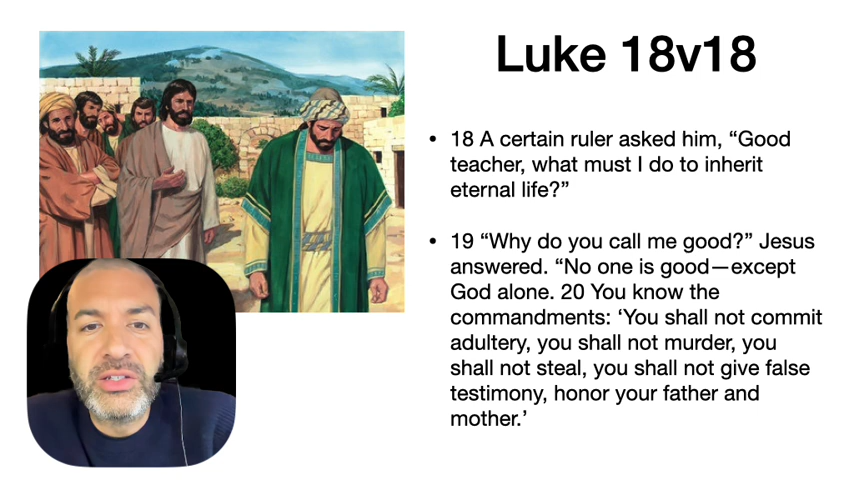 Luke 18v18
• 18 A certain ruler asked him, “Good
teacher, what must I do to inherit
eternal life?”
• 19 “Why do you call me good?” Jesus
answered. “No one is good—except
God alone. 20 You know the
commandments: ‘You shall not commit
adultery, you shall not murder, you
shall not steal, you shall not give false
testimony, honor your father and
mother.’